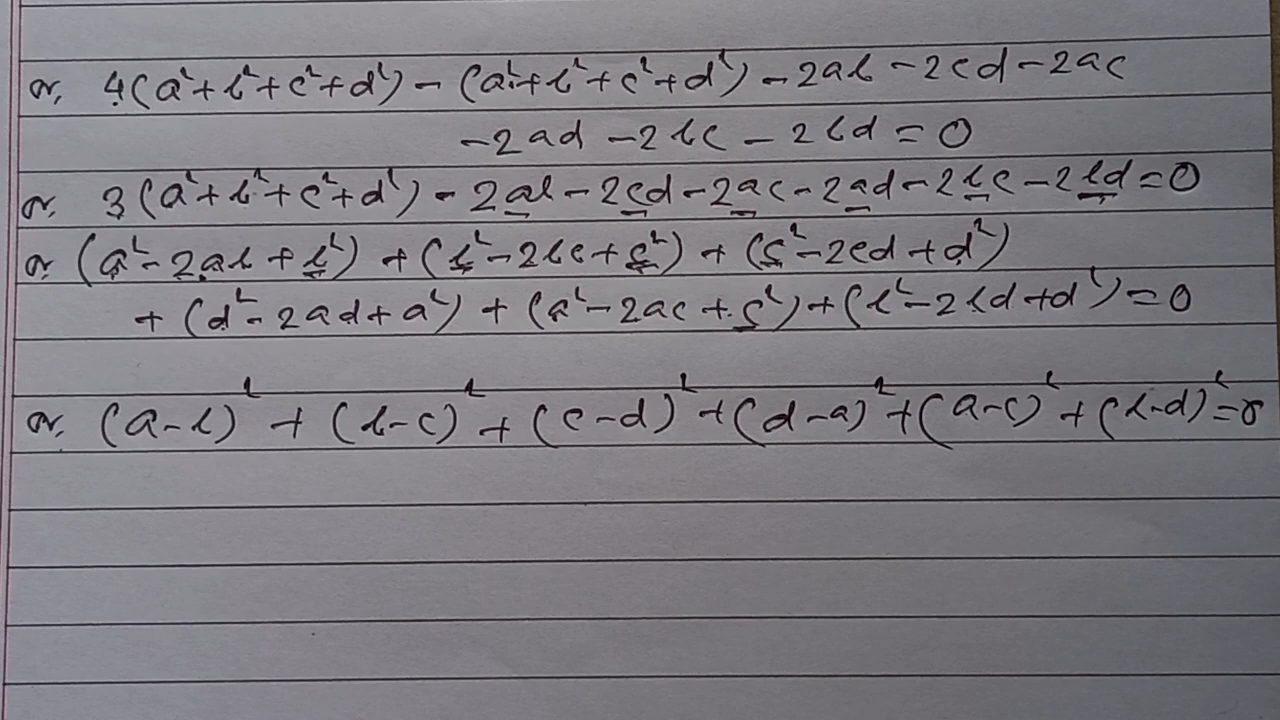 or, 4(a²+b²+c²+d²) - (a²+b²+c²+d²) - 2ab - 2cd - 2ac
-2ad - 2bc - 2bd = 0
or, 3(a²+b²+c²+d²) - 2ab - 2cd - 2ac - 2ad - 2bc - 2bd = 0
or (a² - 2ab + b²) + (b² - 2bc + c²) + (c² - 2cd + d²)
+ (d² - 2ad + a²) + (a² - 2ac + c²) + (b² - 2bd + d²) = 0
or, (a-b)² + (b-c)² + (c-d)² + (d-a)² + (a-c)² + (b-d)² = 0